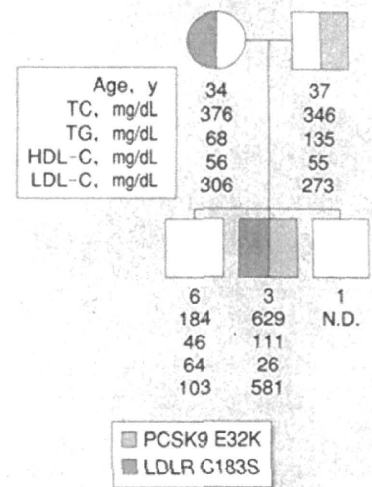 Age, y 34 37
TC, mg/dL 376 346
TG, mg/dL 68 135
HDL-C, mg/dL 56 55
LDL-C, mg/dL 306 273
6 3 1
184 629 N.D.
46 111
64 26
103 581
PCSK9 E32K
LDLR C183S